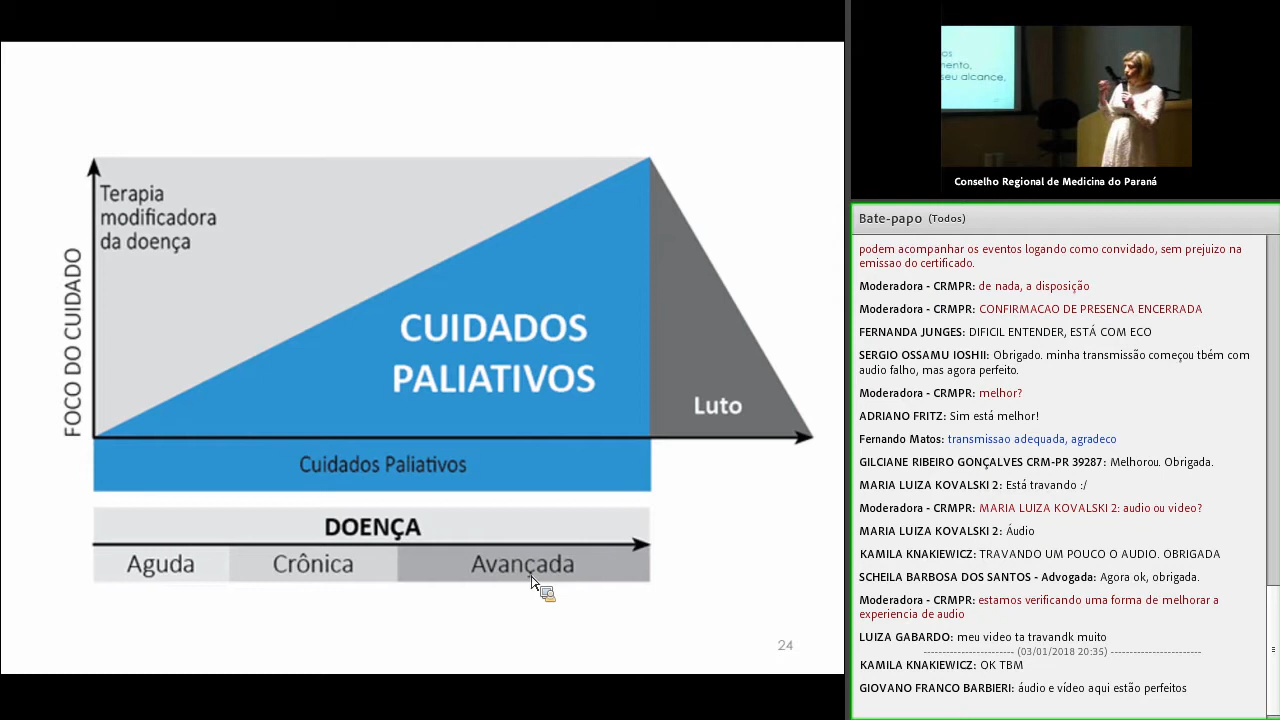 Terapia
modificadora
da doença
FOCO DO CUIDADO
CUIDADOS
PALIATIVOS
Luto
Cuidados Paliativos
DOENÇA
Aguda
Crônica
Avançada
24
os
mento,
seu alcance,
Conselho Regional de Medicina do Paraná
Bate-papo (Todos)
podem acompanhar os eventos logando como convidado, sem prejuizo na
emissao do certificado.
Moderadora - CRMPR: de nada, a disposição
Moderadora - CRMPR: CONFIRMACAO DE PRESENCA ENCERRADA
FERNANDA JUNGES: DIFICIL ENTENDER, ESTÁ COM ECO
SERGIO OSSAMU IOSHII: Obrigado. minha transmissão começou tbém com
audio falho, mas agora perfeito.
Moderadora - CRMPR: melhor?
ADRIANO FRITZ: Sim está melhor!
Fernando Matos: transmissao adequada, agradeco
GILCIANE RIBEIRO GONÇALVES CRM-PR 39287: Melhorou. Obrigada.
MARIA LUIZA KOVALSKI 2: Está travando :/
Moderadora - CRMPR: MARIA LUIZA KOVALSKI 2: audio ou video?
MARIA LUIZA KOVALSKI 2: Áudio
KAMILA KNAKIEWICZ: TRAVANDO UM POUCO O AUDIO. OBRIGADA
SCHEILA BARBOSA DOS SANTOS - Advogada: Agora ok, obrigada.
Moderadora - CRMPR: estamos verificando uma forma de melhorar a
experiencia de audio
LUIZA GABARDO: meu video ta travandk muito
----------------------- (03/01/2018 20:35) -----------------------
KAMILA KNAKIEWICZ: OK TBM
GIOVANO FRANCO BARBIERI: áudio e vídeo aqui estão perfeitos